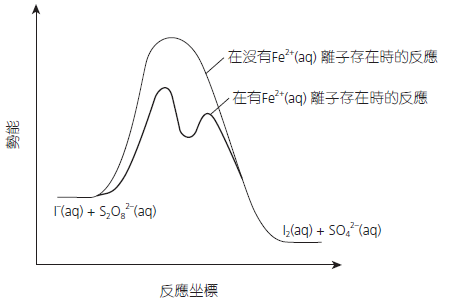 在沒有Fe²⁺(aq) 離子存在時的反應
在有Fe²⁺(aq) 離子存在時的反應
勢能
I⁻(aq) + S₂O₈²⁻(aq)
I₂(aq) + SO₄²⁻(aq)
反應坐標